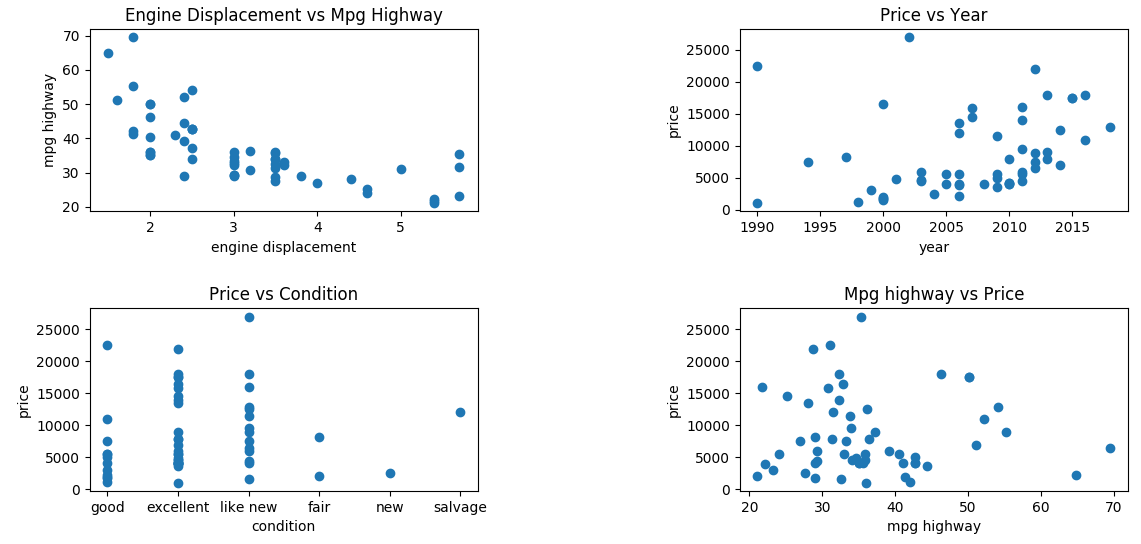 Engine Displacement vs Mpg Highway
70
60
50
40
30
20
mpg highway
2 3 4 5
engine displacement
Price vs Year
25000
20000
15000
10000
5000
0
price
1990 1995 2000 2005 2010 2015
year
Price vs Condition
25000
20000
15000
10000
5000
0
price
good excellent like new fair new salvage
condition
Mpg highway vs Price
25000
20000
15000
10000
5000
0
price
20 30 40 50 60 70
mpg highway